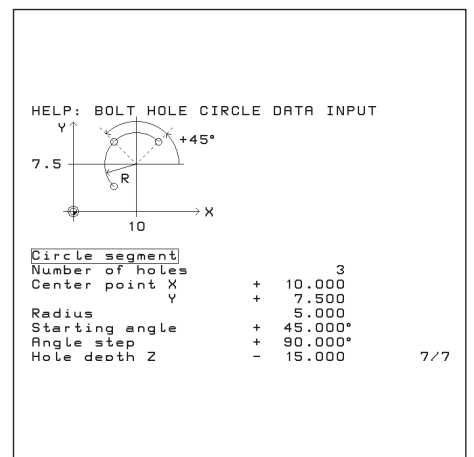 HELP: BOLT HOLE CIRCLE DATA INPUT
Y
+45°
7.5
R
X
10
Circle segment
Number of holes 3
Center point X + 10.000
Y + 7.500
Radius 5.000
Starting angle + 45.000°
Angle step + 90.000°
Hole depth Z - 15.000 7/7